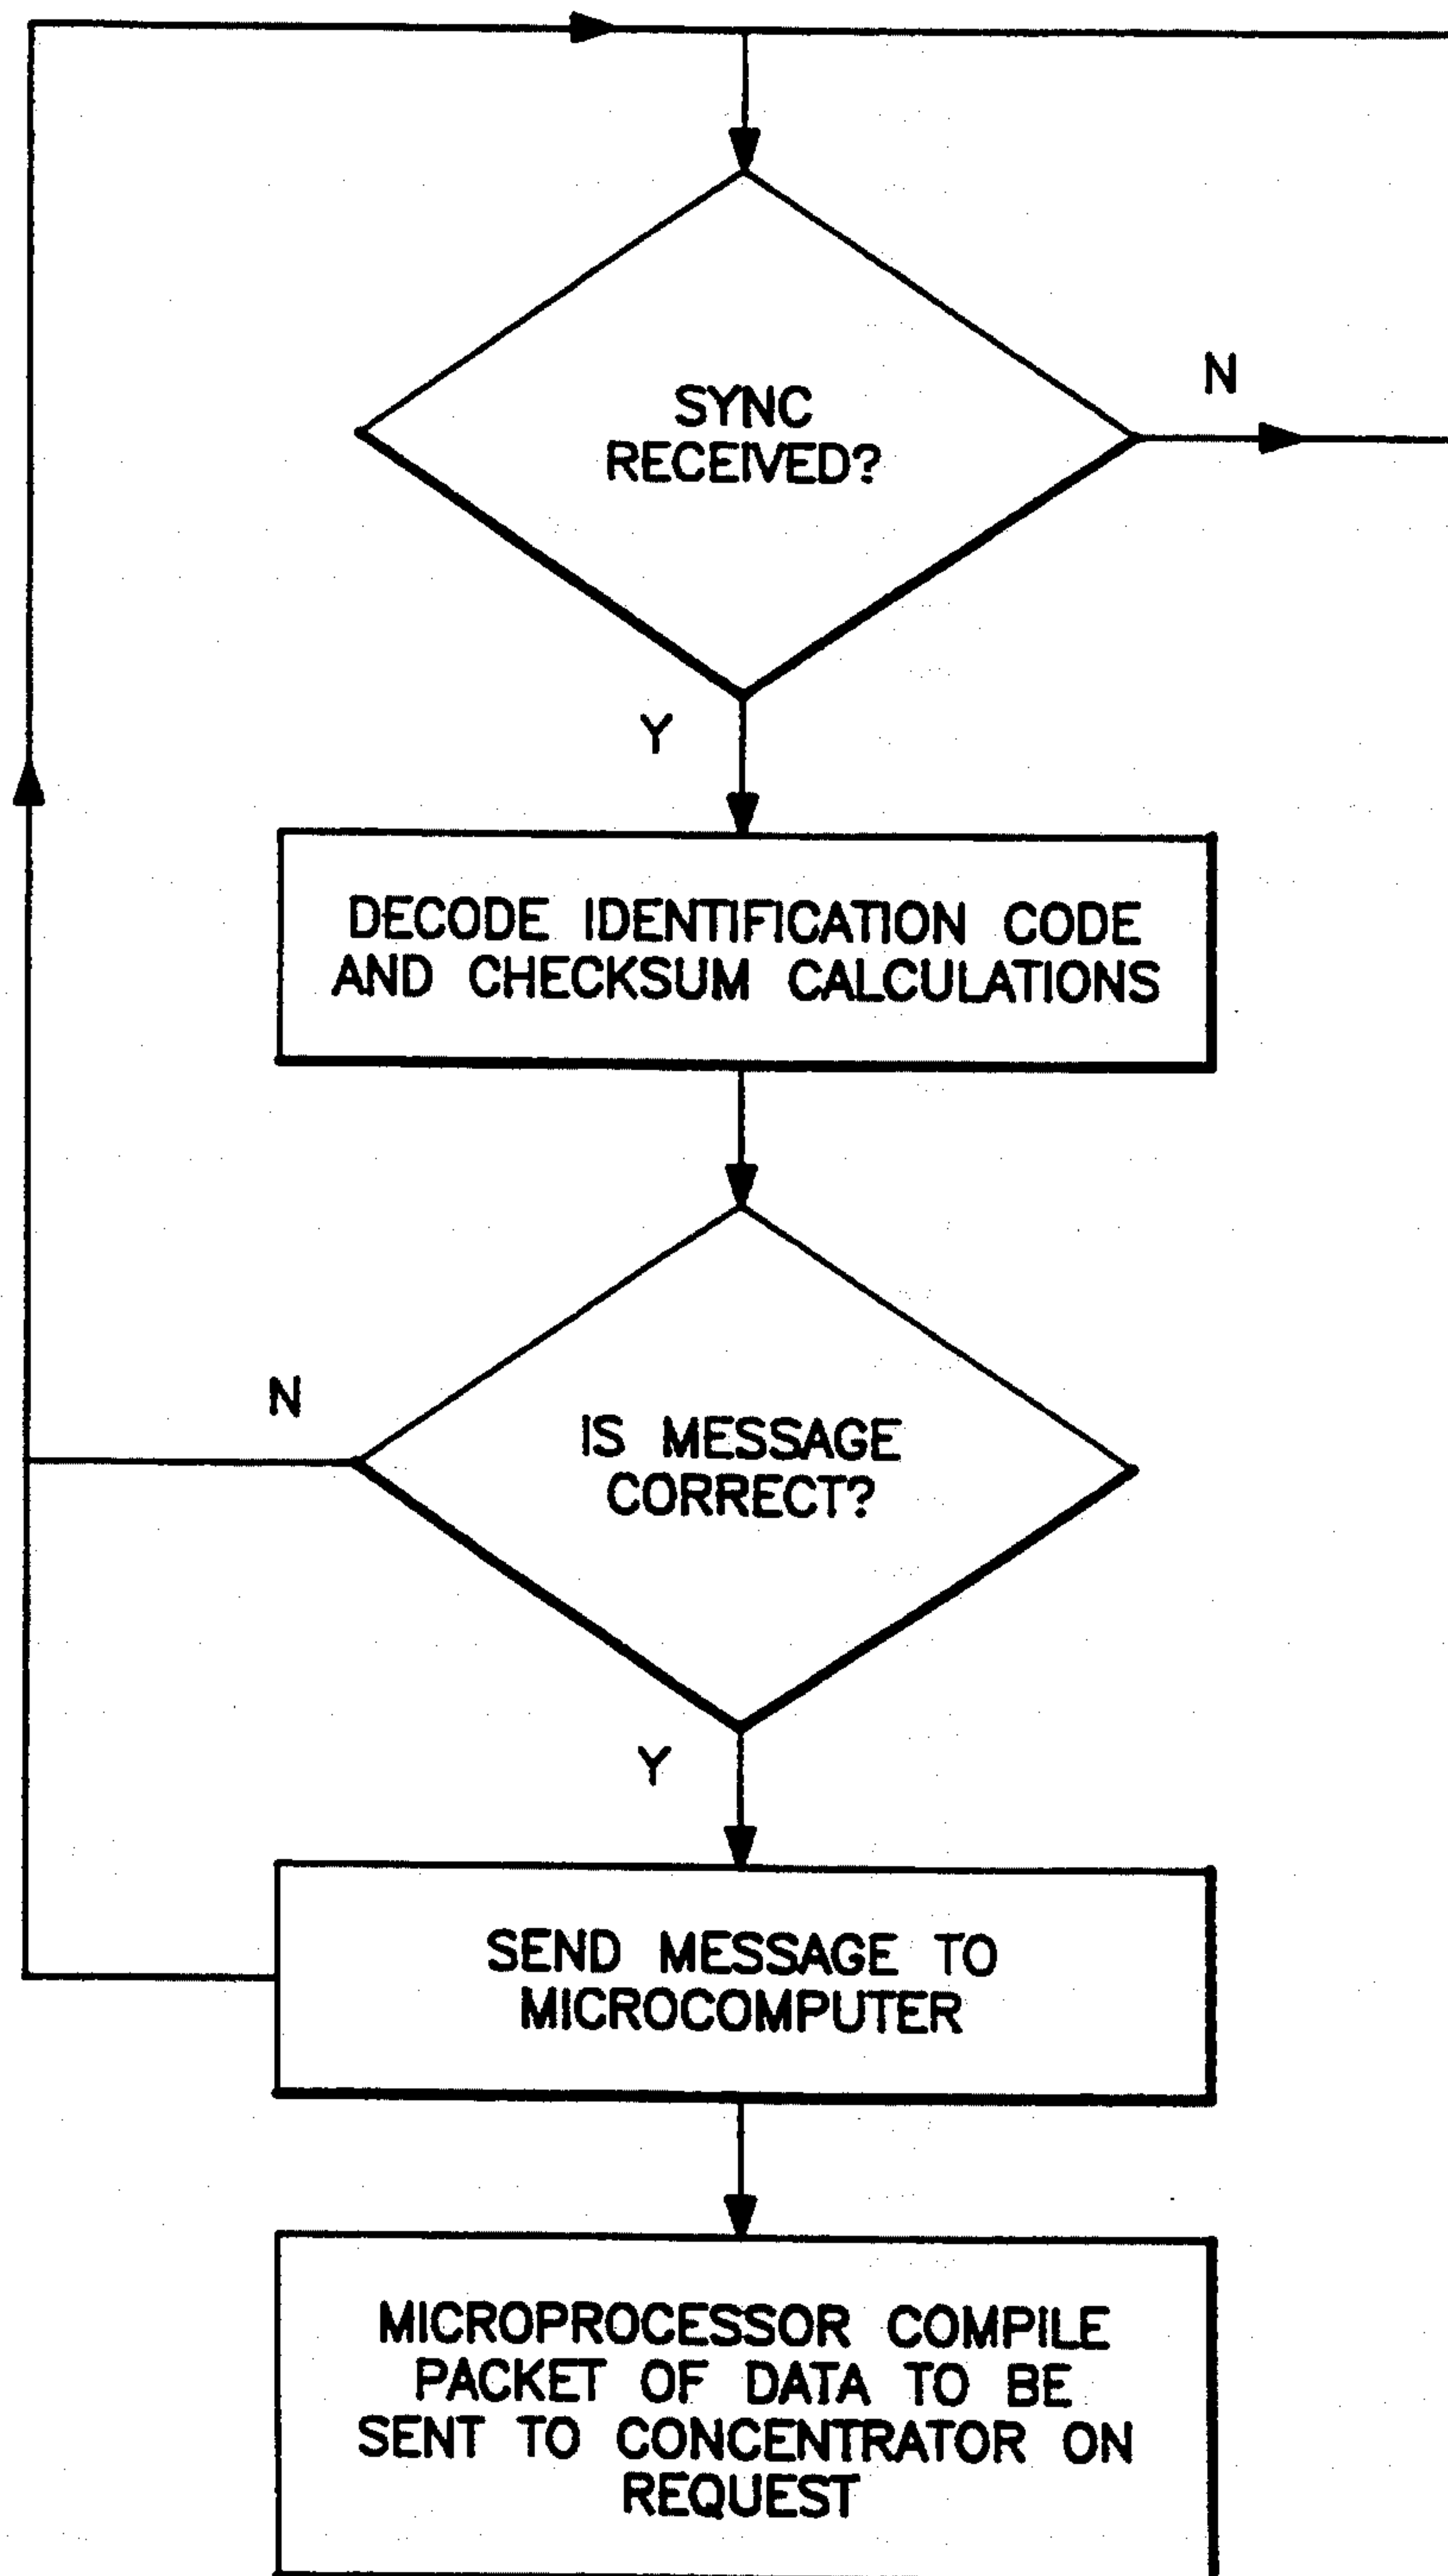 SYNC
RECEIVED?
N
Y
DECODE IDENTIFICATION CODE
AND CHECKSUM CALCULATIONS
N
IS MESSAGE
CORRECT?
Y
SEND MESSAGE TO
MICROCOMPUTER
MICROPROCESSOR COMPILE
PACKET OF DATA TO BE
SENT TO CONCENTRATOR ON
REQUEST